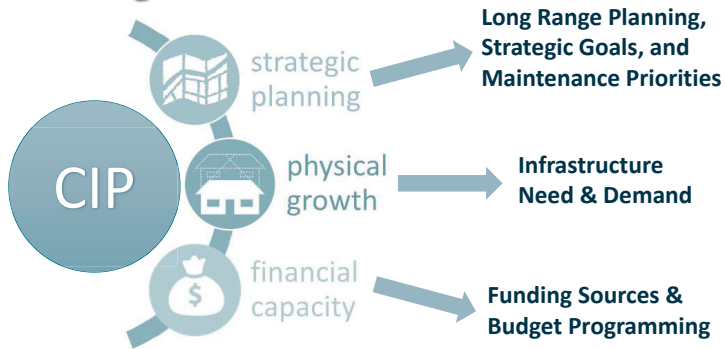 CIP
strategic
planning
Long Range Planning,
Strategic Goals, and
Maintenance Priorities
physical
growth
Infrastructure
Need & Demand
$
financial
capacity
Funding Sources &
Budget Programming